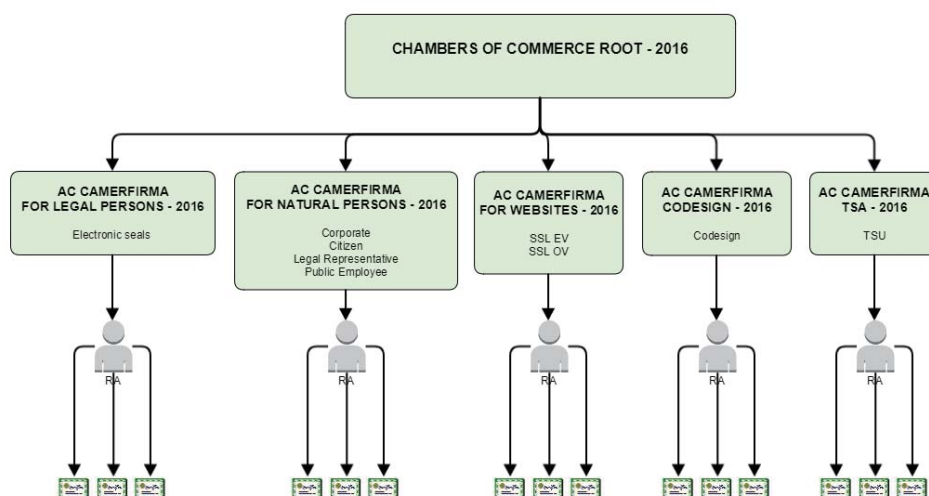 CHAMBERS OF COMMERCE ROOT - 2016
AC CAMERFIRMA
FOR LEGAL PERSONS - 2016
Electronic seals
AC CAMERFIRMA
FOR NATURAL PERSONS - 2016
Corporate
Citizen
Legal Representative
Public Employee
AC CAMERFIRMA
FOR WEBSITES - 2016
SSL EV
SSL OV
AC CAMERFIRMA
CODESIGN - 2016
Codesign
AC CAMERFIRMA
TSA - 2016
TSU
RA
RA
RA
RA
RA